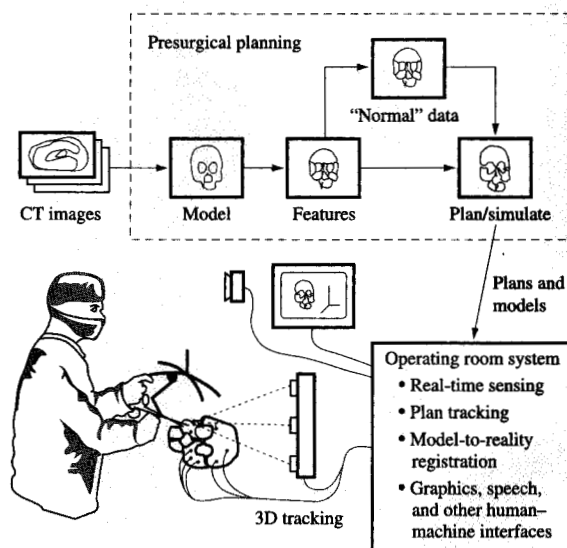 Presurgical planning
“Normal” data
CT images
Model
Features
Plan/simulate
Plans and
models
Operating room system
• Real-time sensing
• Plan tracking
• Model-to-reality
registration
• Graphics, speech,
and other human–
machine interfaces
3D tracking